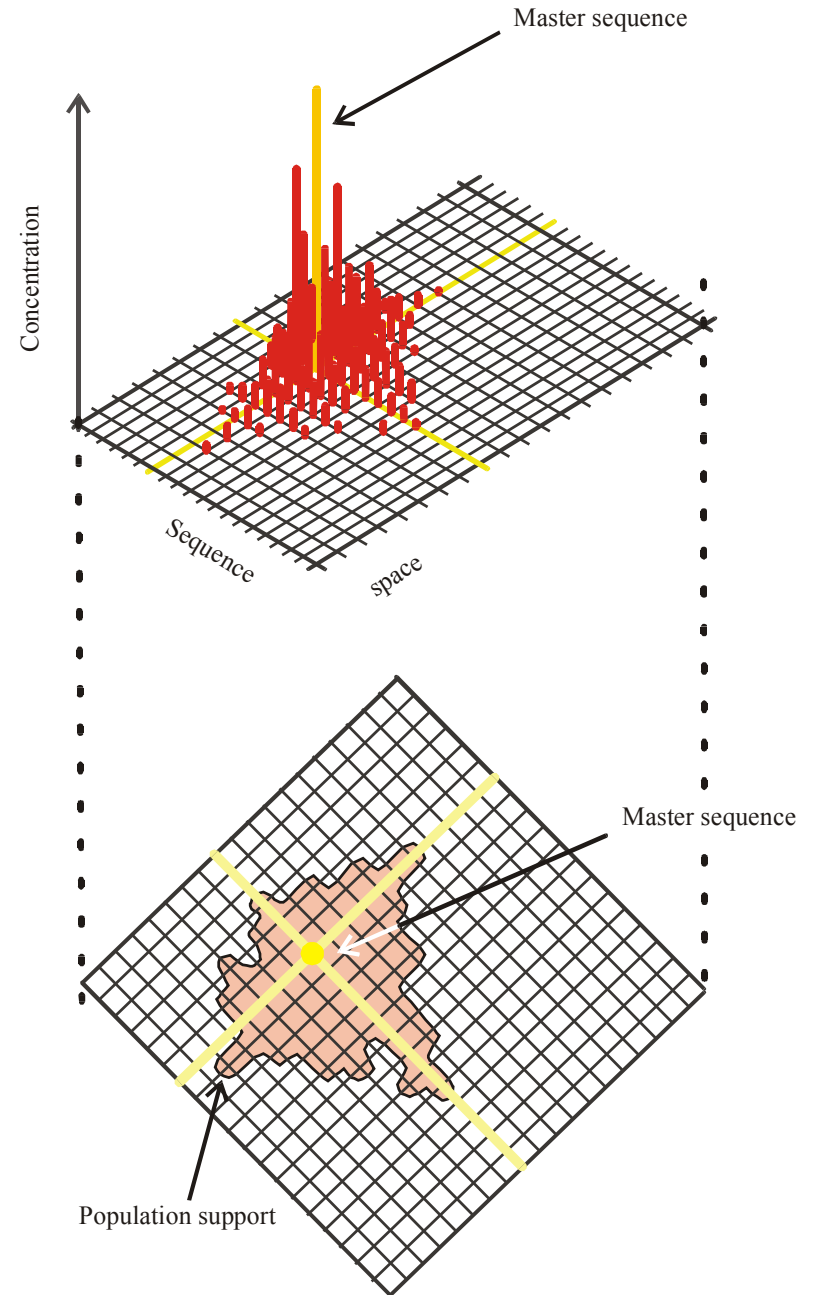 Master sequence
Concentration
Sequence
space
Master sequence
Population support